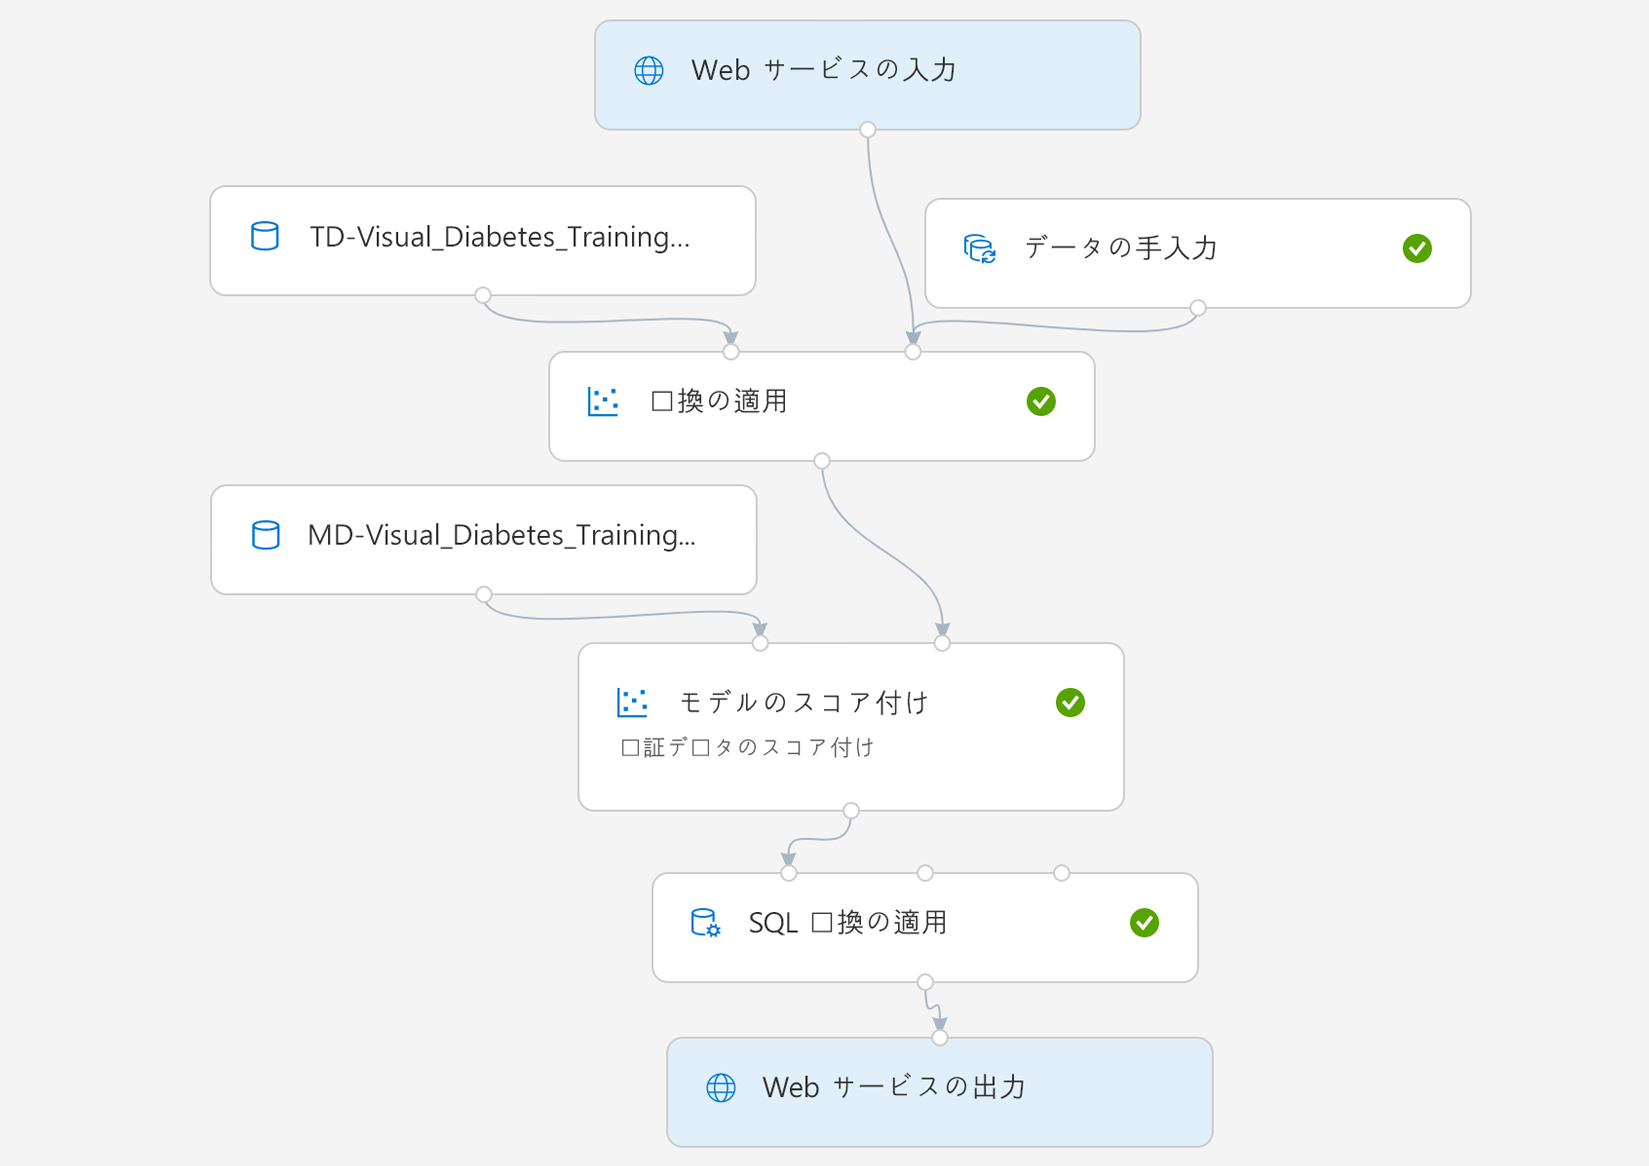 Web サービスの入力
TD-Visual_Diabetes_Training...
データの手入力
□換の適用
MD-Visual_Diabetes_Training...
モデルのスコア付け
□証デ□タのスコア付け
SQL □換の適用
Web サービスの出力